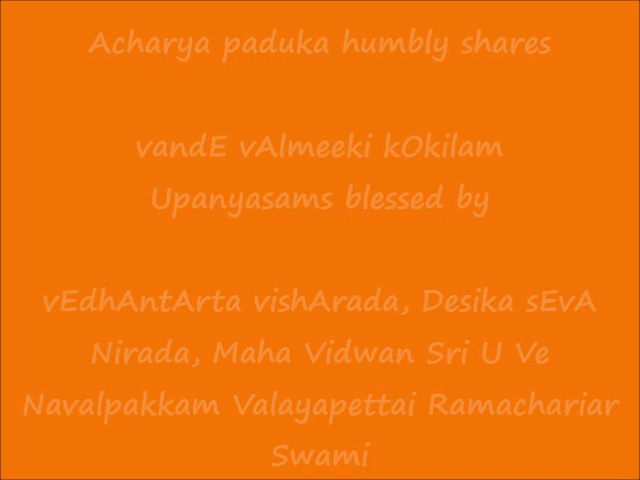 Acharya paduka humbly shares
vandE vAlmeeki kOkilam
Upanyasams blessed by
vEdhAntArta vishArada, Desika sEvA
Nirada, Maha Vidwan Sri U Ve
Navalpakkam Valayapettai Ramachariar
Swami